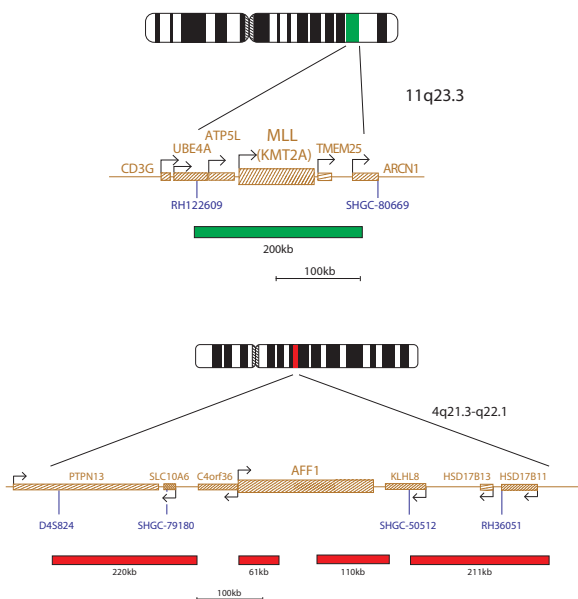 11q23.3
ATP5L
MLL
UBE4A
TMEM25
(KMT2A)
CD3G
ARCN1
RH122609
SHGC-80669
200kb
100kb
4q21.3-q22.1
PTPN13
SLC10A6
C4orf36
AFF1
KLHL8
HSD17B13
HSD17B11
D4S824
SHGC-79180
SHGC-50512
RH36051
220kb
61kb
110kb
211kb
100kb